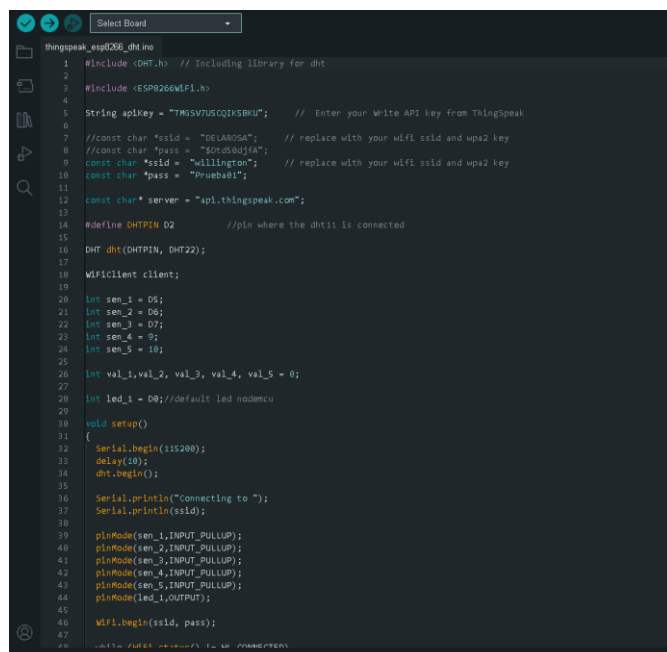 Select Board
thingspeak_esp8266_dht.ino
1 #include <DHT.h> // Including library for dht
2
3 #include <ESP8266WiFi.h>
4
5 String apiKey = "TMGSV7U5CQIKSBKU"; // Enter your Write API key from ThingSpeak
6
7 //const char *ssid = "DELAROSA"; // replace with your wifi ssid and wpa2 key
8 //const char *pass = "$DtdS0djfA";
9 const char *ssid = "willington"; // replace with your wifi ssid and wpa2 key
10 const char *pass = "Prueba01";
11
12 const char* server = "api.thingspeak.com";
13
14 #define DHTPIN D2 //pin where the dht11 is connected
15
16 DHT dht(DHTPIN, DHT22);
17
18 WiFiClient client;
19
20 int sen_1 = D5;
21 int sen_2 = D6;
22 int sen_3 = D7;
23 int sen_4 = 9;
24 int sen_5 = 10;
25
26 int val_1,val_2, val_3, val_4, val_5 = 0;
27
28 int led_1 = D0;//default led nodemcu
29
30 void setup()
31 {
32 Serial.begin(115200);
33 delay(10);
34 dht.begin();
35
36 Serial.println("Connecting to ");
37 Serial.println(ssid);
38
39 pinMode(sen_1,INPUT_PULLUP);
40 pinMode(sen_2,INPUT_PULLUP);
41 pinMode(sen_3,INPUT_PULLUP);
42 pinMode(sen_4,INPUT_PULLUP);
43 pinMode(sen_5,INPUT_PULLUP);
44 pinMode(led_1,OUTPUT);
45
46 WiFi.begin(ssid, pass);
47
48 while (WiFi.status() != WL_CONNECTED)